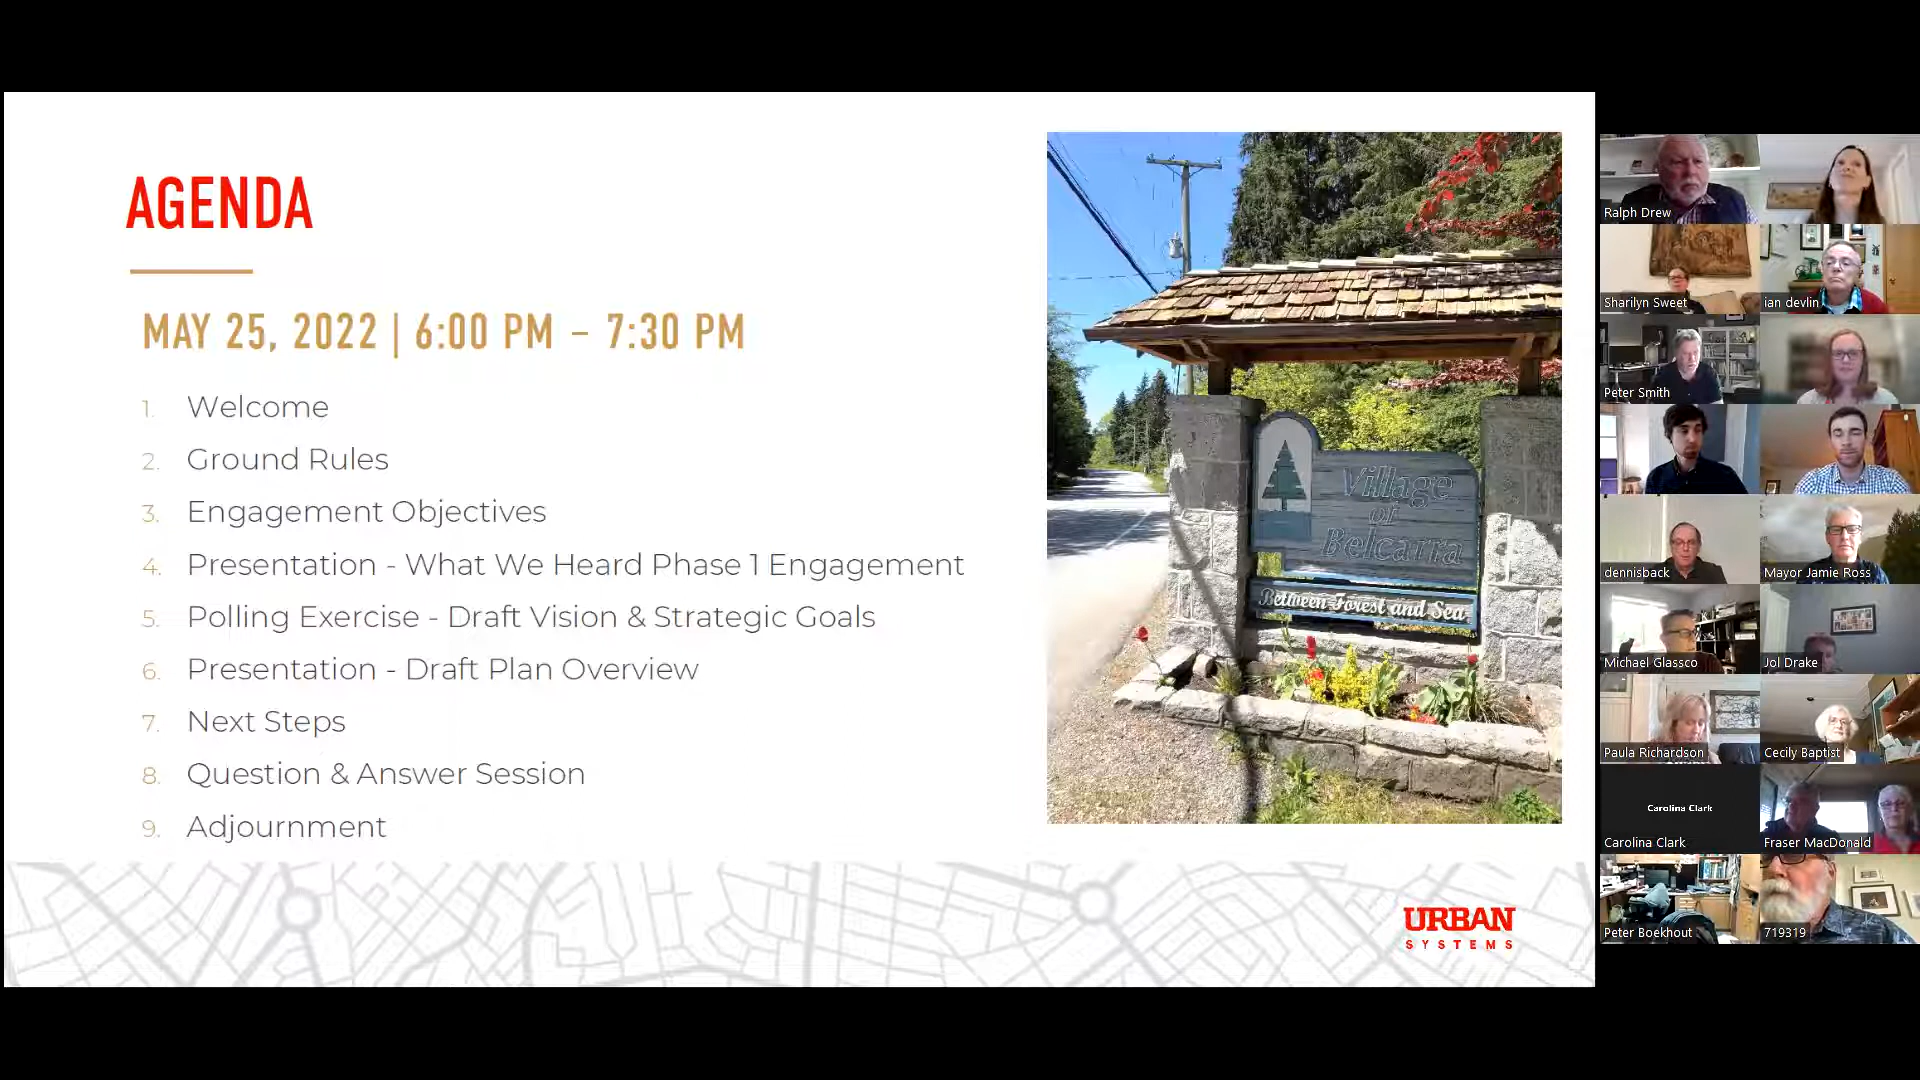 AGENDA
MAY 25, 2022 | 6:00 PM – 7:30 PM
1. Welcome
2. Ground Rules
3. Engagement Objectives
4. Presentation - What We Heard Phase 1 Engagement
5. Polling Exercise - Draft Vision & Strategic Goals
6. Presentation - Draft Plan Overview
7. Next Steps
8. Question & Answer Session
9. Adjournment
Village
of
Belcarra
Between Forest and Sea
URBAN
SYSTEMS
Ralph Drew
Sharilyn Sweet
ian devlin
Peter Smith
dennisback
Mayor Jamie Ross
Michael Glassco
Jol Drake
Paula Richardson
Cecily Baptist
Carolina Clark
Carolina Clark
Fraser MacDonald
Peter Boekhout
719319